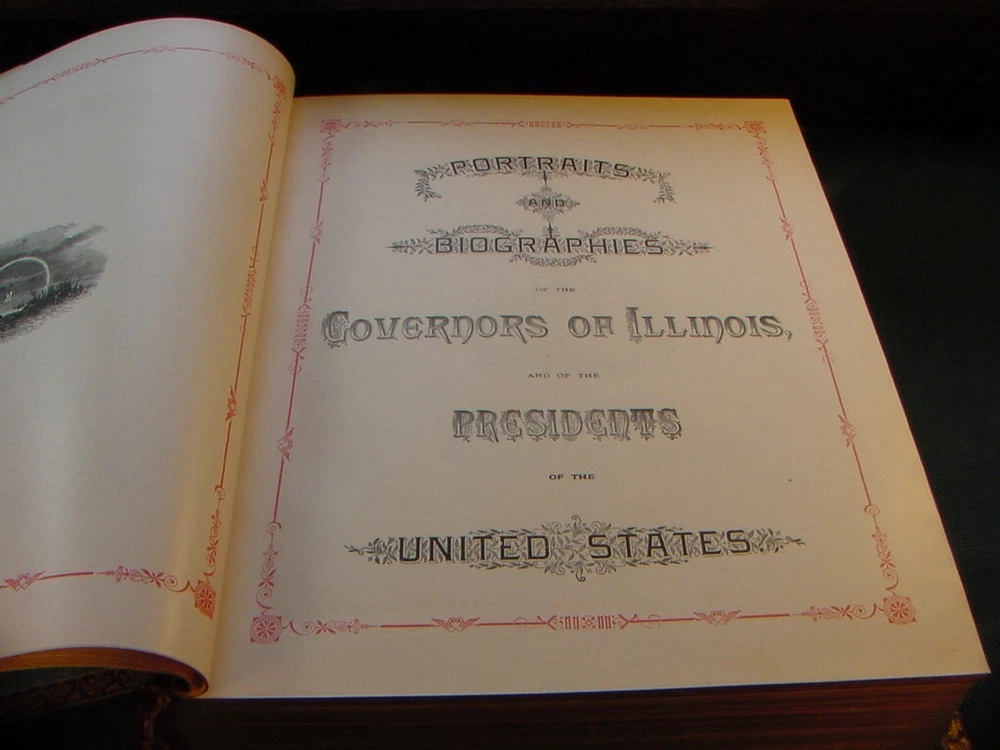 PORTRAITS
AND
BIOGRAPHIES
OF THE
GOVERNORS OF ILLINOIS,
AND OF THE
PRESIDENTS
OF THE
UNITED STATES.